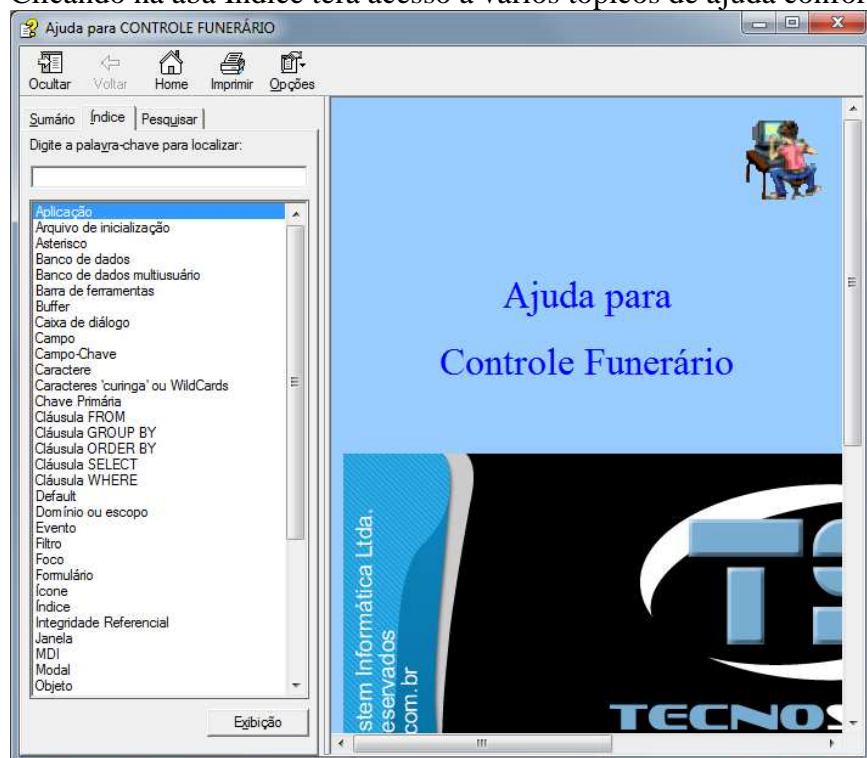 Clicando na aba Índice terá acesso a vários tópicos de ajuda
Ajuda para CONTROLE FUNERÁRIO
Ocultar Voltar Home Imprimir Opções
Sumário Índice Pesquisar
Digite a palavra-chave para localizar:
Aplicação
Arquivo de inicialização
Asterisco
Banco de dados
Banco de dados multiusuário
Barra de ferramentas
Buffer
Caixa de diálogo
Campo
Campo-Chave
Caractere
Caracteres 'curinga' ou WildCards
Chave Primária
Cláusula FROM
Cláusula GROUP BY
Cláusula ORDER BY
Cláusula SELECT
Cláusula WHERE
Default
Domínio ou escopo
Evento
Filtro
Foco
Formulário
Ícone
Índice
Integridade Referencial
Janela
MDI
Modal
Objeto
Exibição
Ajuda para
Controle Funerário
stem Informática Ltda.
eservados
com.br
TECNOS